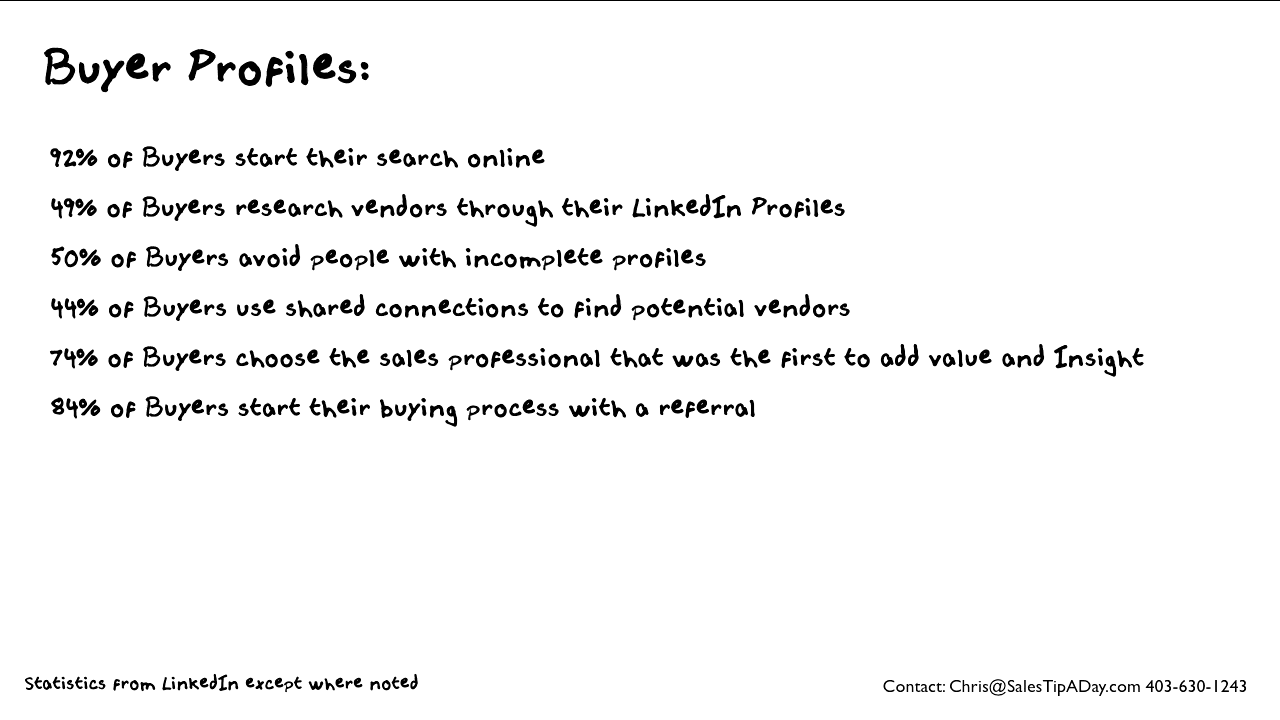 Buyer Profiles:
92% of Buyers start their search online
49% of Buyers research vendors through their LinkedIn Profiles
50% of Buyers avoid people with incomplete profiles
44% of Buyers use shared connections to find potential vendors
74% of Buyers choose the sales professional that was the first to add value and Insight
84% of Buyers start their buying process with a referral
Statistics from LinkedIn except where noted
Contact: Chris@SalesTipADay.com 403-630-1243